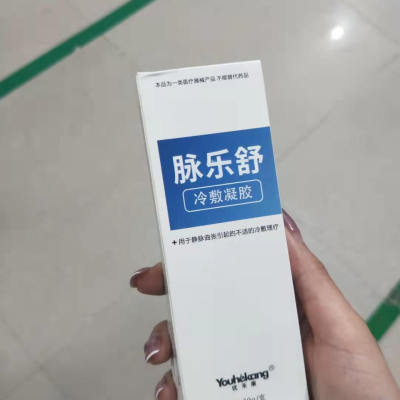 本品为一类医疗器械产品 不能替代药品
脉乐舒
冷敷凝胶
+用于静脉曲张引起的不适的冷敷理疗
Youhekang®
优禾康